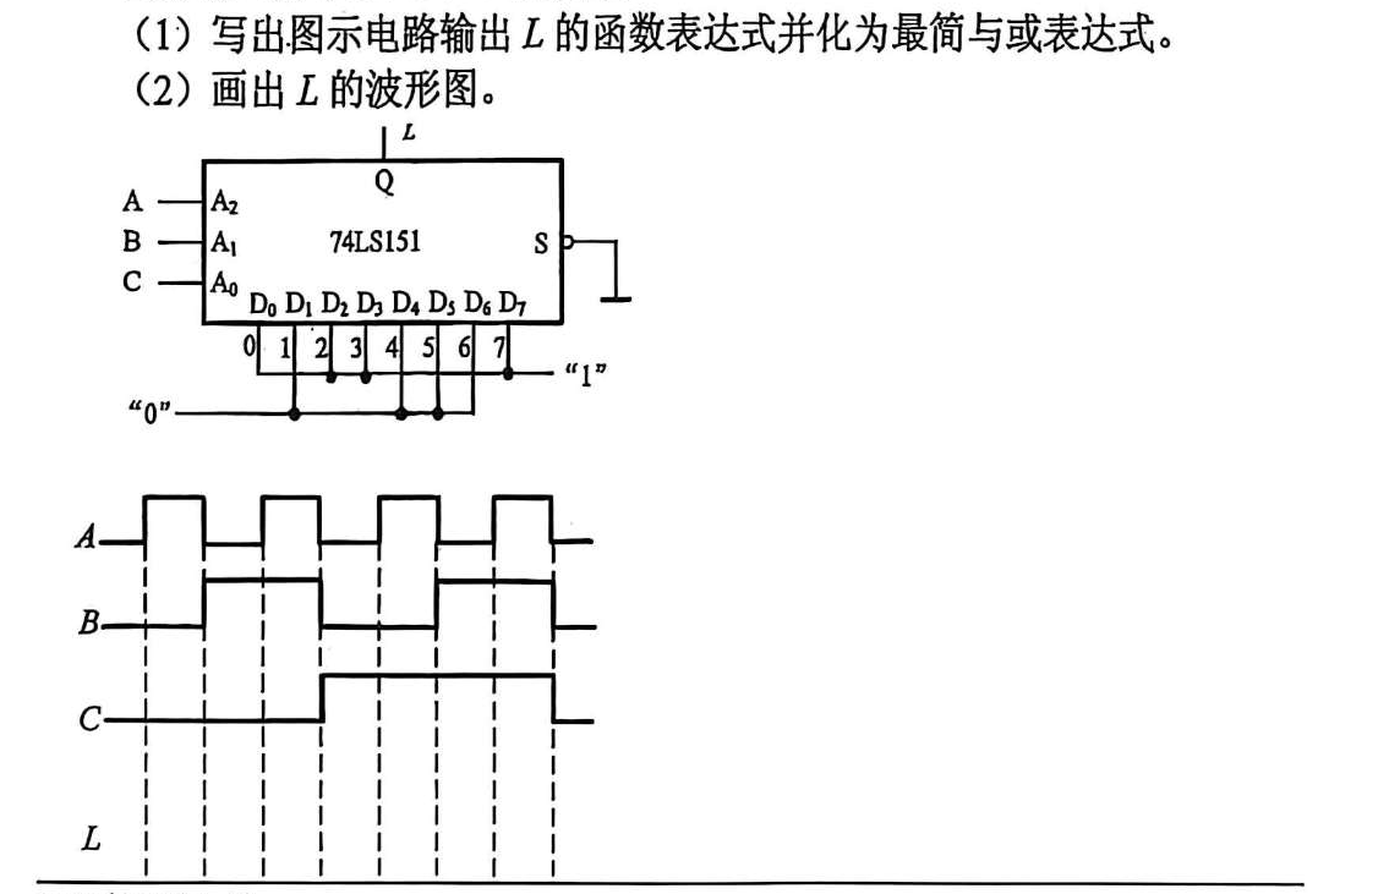 (1) 写出图示电路输出 L 的函数表达式并化为最简与或表达式。
(2) 画出 L 的波形图。
L
Q
A A₂
B A₁ 74LS151 S
C A₀
D₀ D₁ D₂ D₃ D₄ D₅ D₆ D₇
0 1 2 3 4 5 6 7
“1”
“0”
A
B
C
L